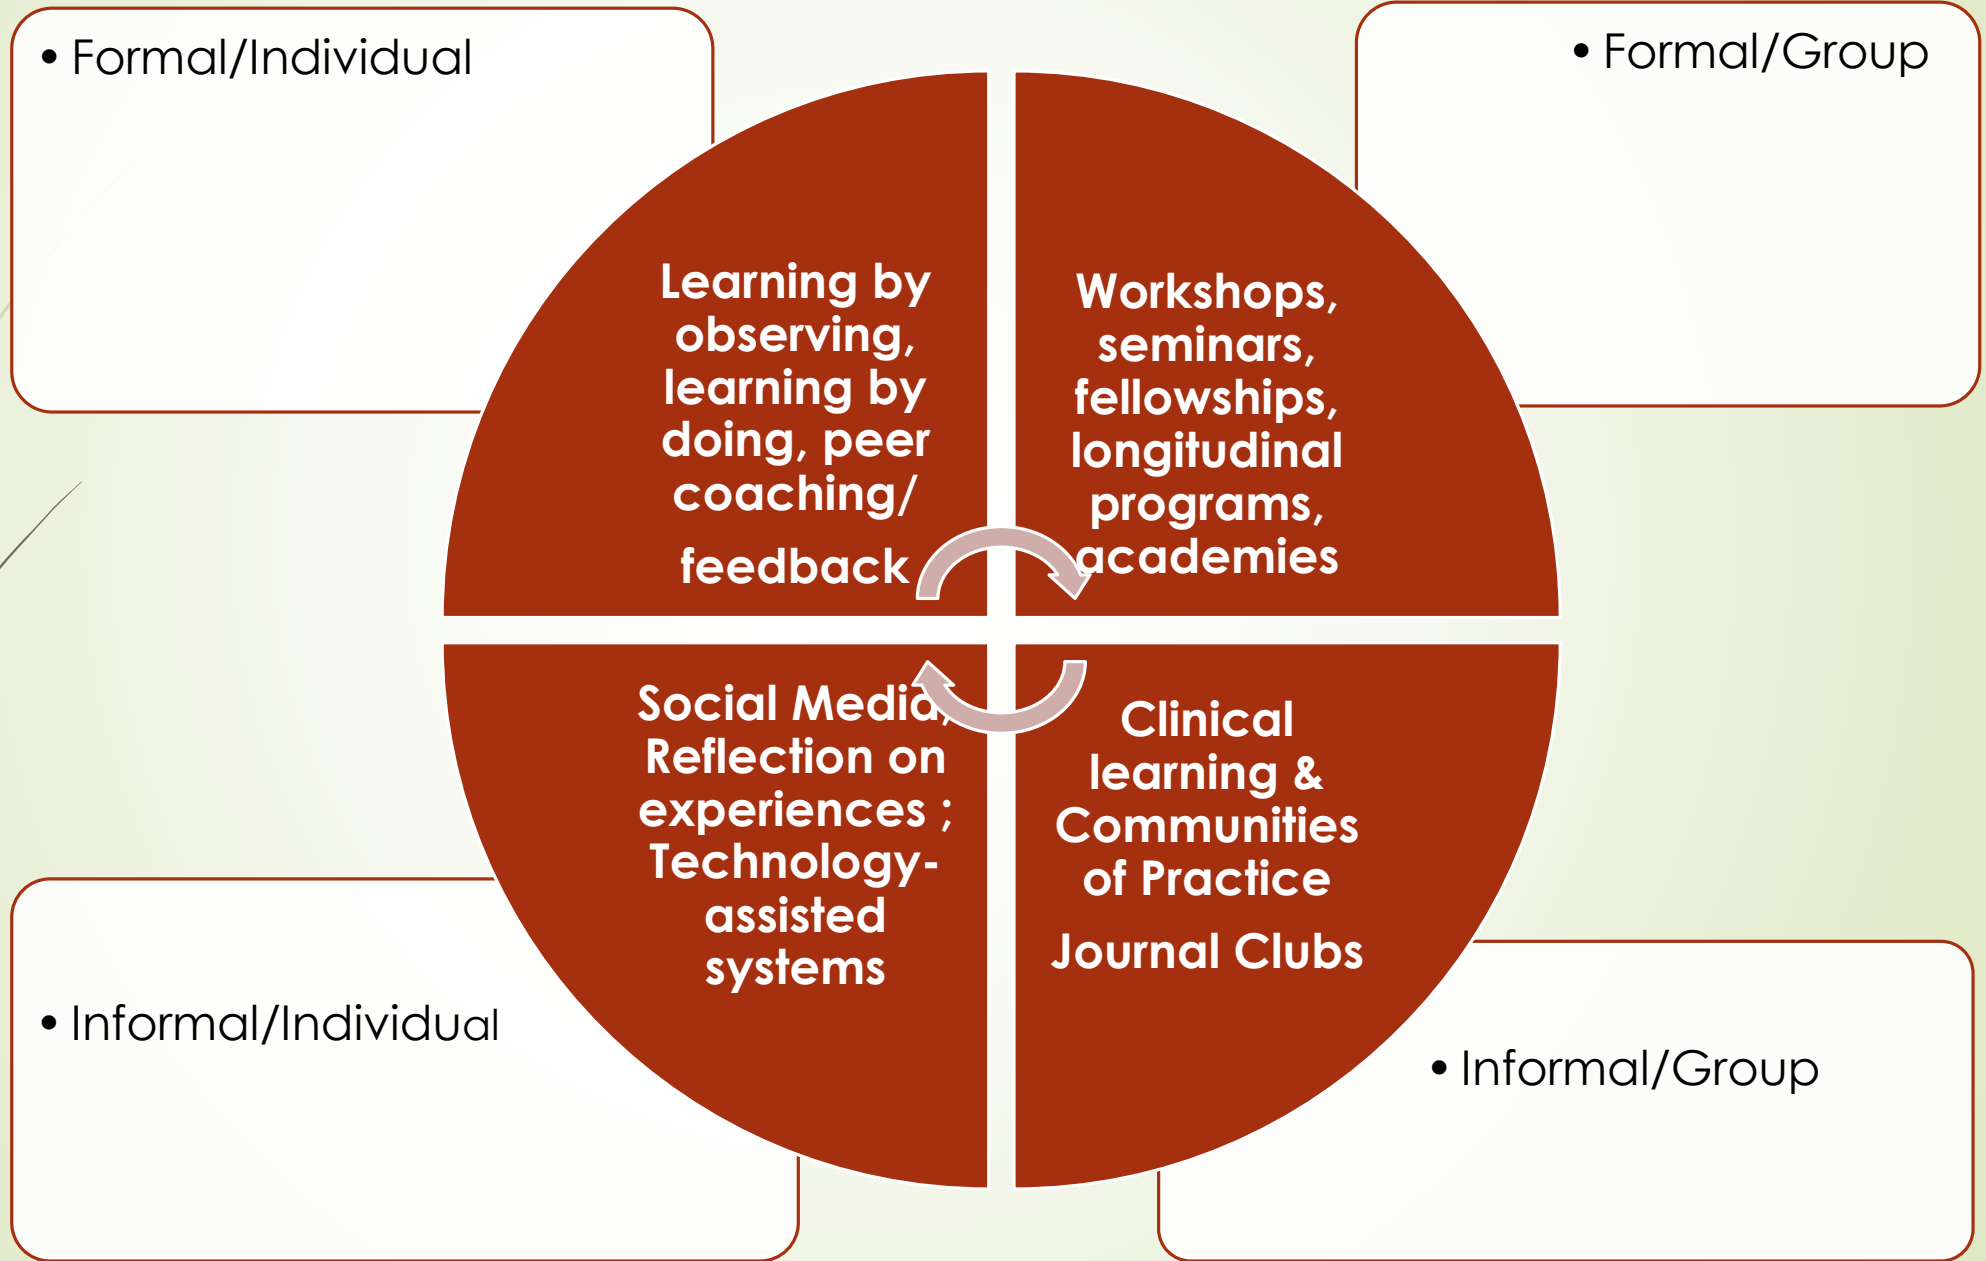 • Formal/Individual
• Formal/Group
Learning by
observing,
learning by
doing, peer
coaching/
feedback
Workshops,
seminars,
fellowships,
longitudinal
programs,
academies
Social Media,
Reflection on
experiences ;
Technology-
assisted
systems
Clinical
learning &
Communities
of Practice
Journal Clubs
• Informal/Individual
• Informal/Group